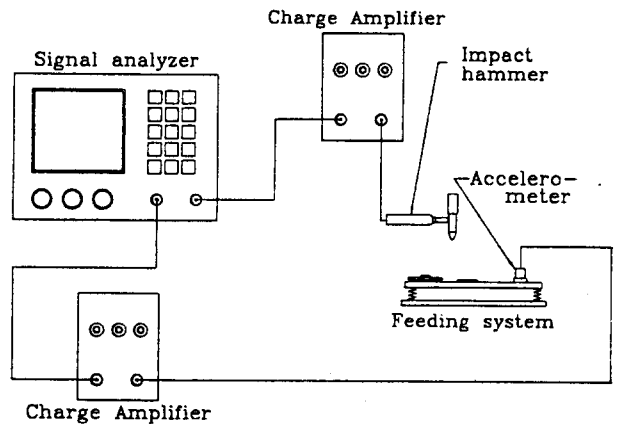 Charge Amplifier
Signal analyzer
Impact
hammer
Accelero-
meter
Feeding system
Charge Amplifier